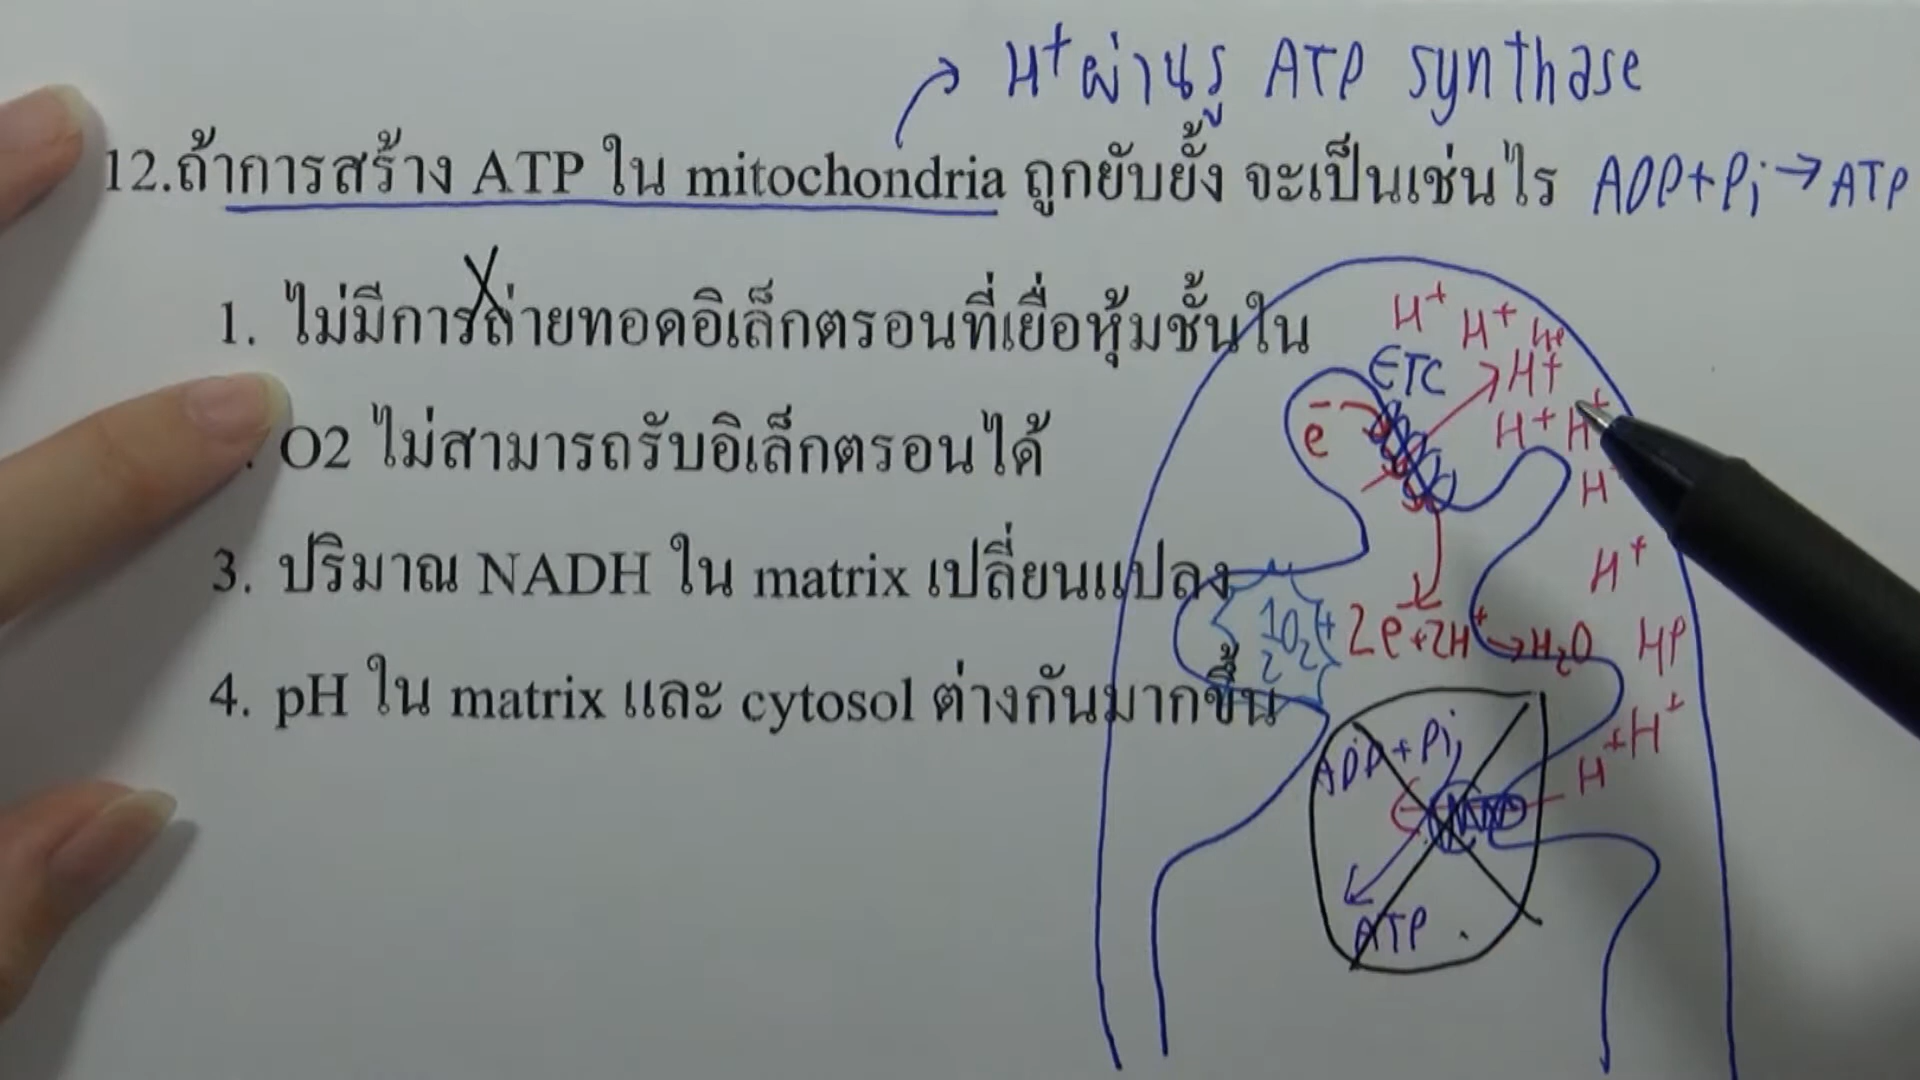 H⁺ ผ่านรู ATP synthase
12.ถ้าการสร้าง ATP ใน mitochondria ถูกยับยั้ง จะเป็นเช่นไร ADP+Pi → ATP
1. ไม่มีการถ่ายทอดอิเล็กตรอนที่เยื่อหุ้มชั้นใน
. O2 ไม่สามารถรับอิเล็กตรอนได้
3. ปริมาณ NADH ใน matrix เปลี่ยนแปลง
4. pH ใน matrix และ cytosol ต่างกันมากขึ้น
H⁺ H⁺
ETC H⁺
e⁻ H⁺ H⁺
H⁺
H⁺
½O₂ + 2e⁻ + 2H⁺ → H₂O
H⁺ H⁺
ADP + Pi
ATP